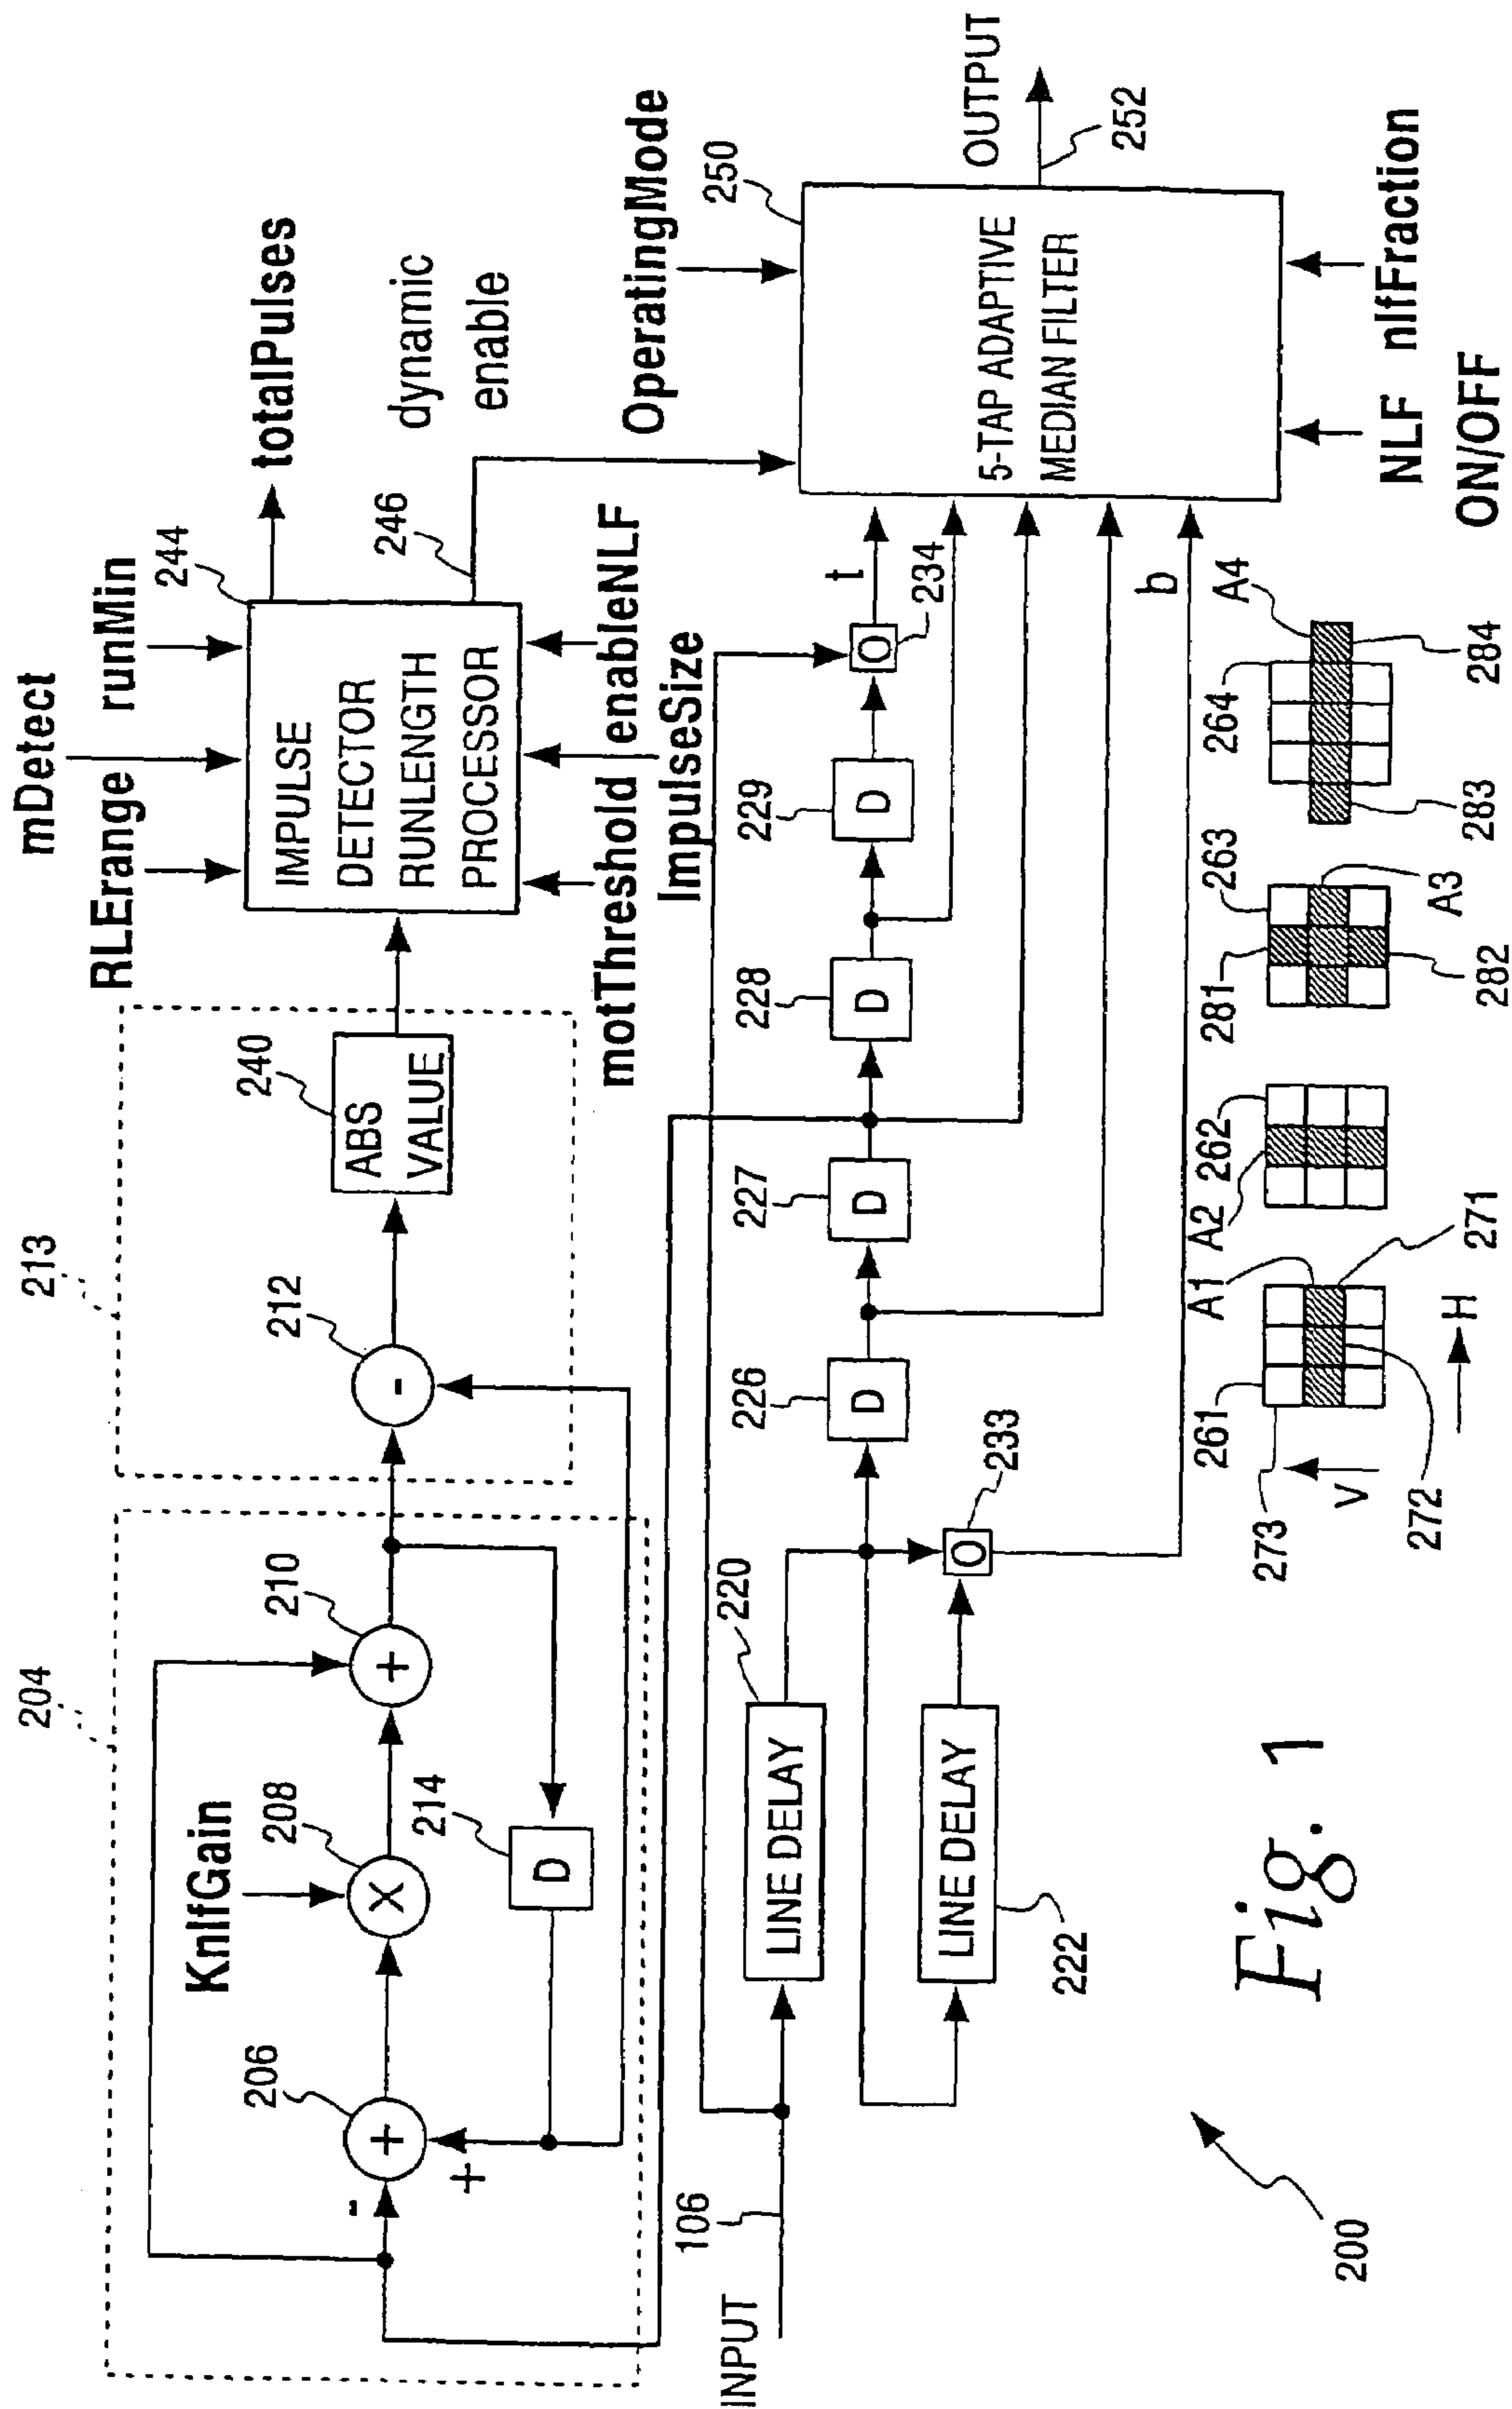 204
KnlfGain
206
208
210
-
+
+
X
+
214
D
213
212
-
240
ABS
VALUE
mDetect
RLErange
runMin
244
IMPULSE
DETECTOR
RUNLENGTH
PROCESSOR
totalPulses
246
dynamic
enable
motThreshold
enableNLF
ImpulseSize
INPUT
106
LINE DELAY
220
LINE DELAY
222
O
233
226
D
227
D
228
D
229
D
O
234
t
b
OperatingMode
250
5-TAP ADAPTIVE
MEDIAN FILTER
OUTPUT
252
NLF
ON/OFF
nlfFraction
261
A1
273
272
271
V
H
A2
262
281
263
A3
282
264
A4
283
284
200
Fig. 1